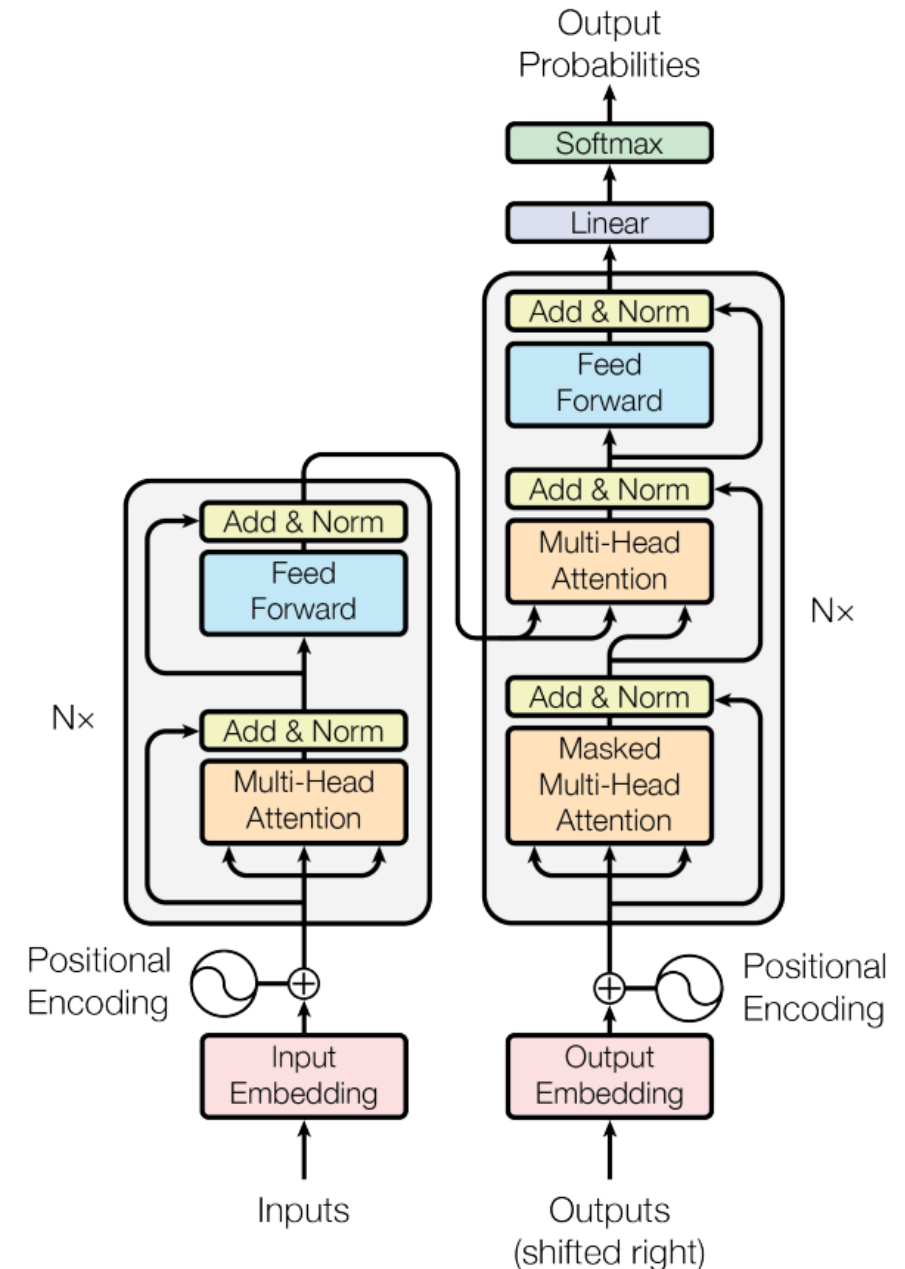 Output
Probabilities
Softmax
Linear
Add & Norm
Feed
Forward
Add & Norm
Multi-Head
Attention
Add & Norm
Masked
Multi-Head
Attention
N×
Add & Norm
Feed
Forward
Add & Norm
Multi-Head
Attention
N×
Positional
Encoding
Positional
Encoding
Input
Embedding
Output
Embedding
Inputs
Outputs
(shifted right)